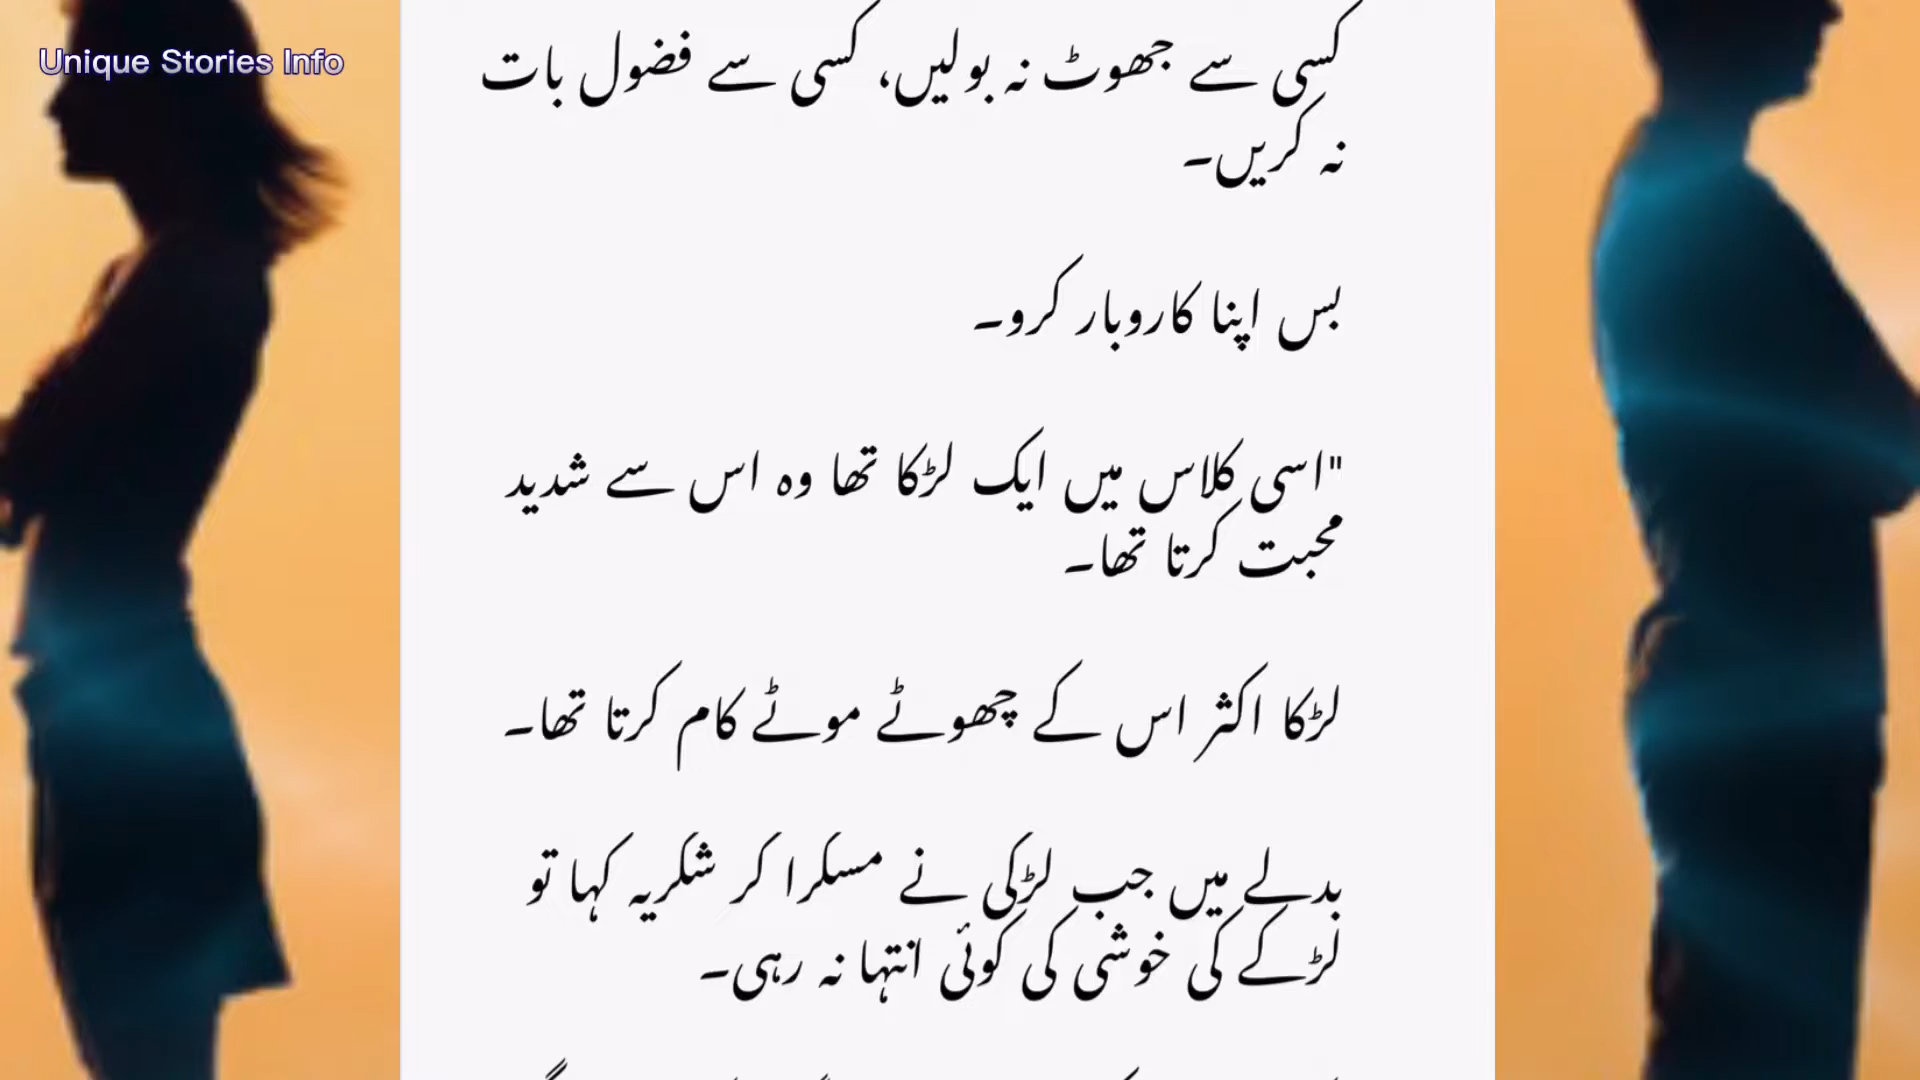 Unique Stories Info
کسی سے جھوٹ نہ بولیں، کسی سے فضول بات
نہ کریں۔
بس اپنا کاروبار کرو۔
"اسی کلاس میں ایک لڑکا تھا وہ اس سے شدید
محبت کرتا تھا۔
لڑکا اکثر اس کے چھوٹے موٹے کام کرتا تھا۔
بدلے میں جب لڑکی نے مسکرا کر شکریہ کہا تو
لڑکے کی خوشی کی کوئی انتہا نہ رہی۔